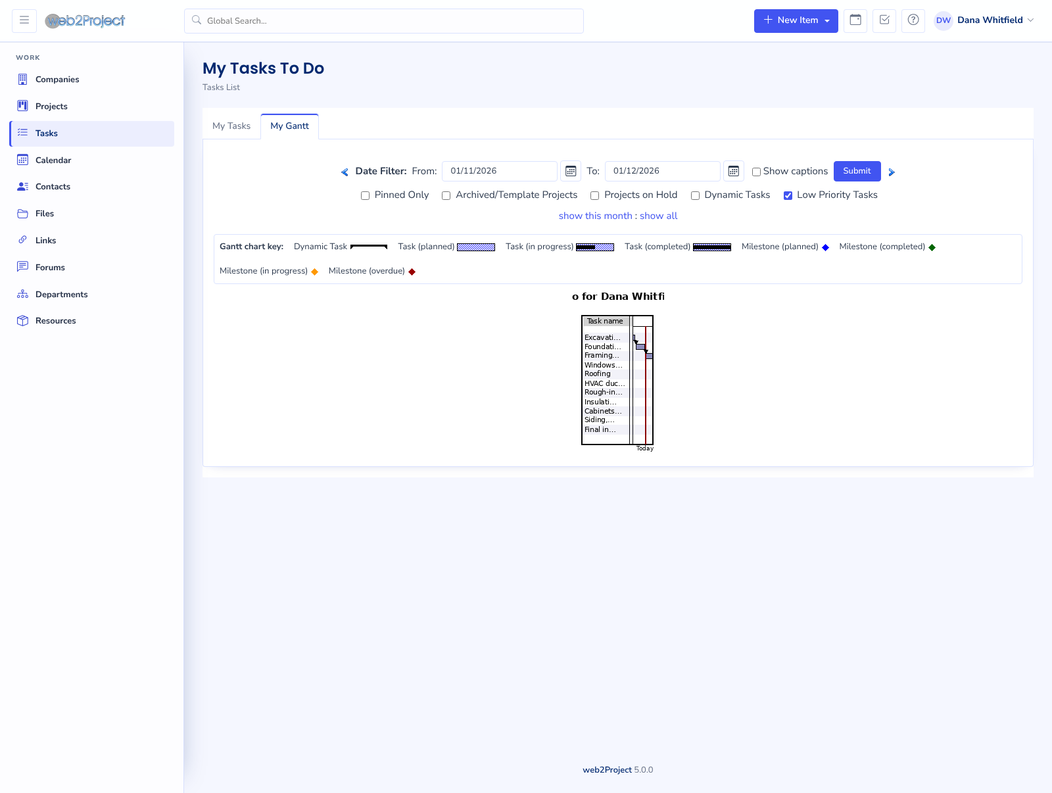 web2Project
Global Search...
New Item
DW Dana Whitfield
WORK
Companies
Projects
Tasks
Calendar
Contacts
Files
Links
Forums
Departments
Resources
My Tasks To Do
Tasks List
My Tasks My Gantt
Date Filter: From: 01/11/2026 To: 01/12/2026 Show captions Submit
Pinned Only Archived/Template Projects Projects on Hold Dynamic Tasks Low Priority Tasks
show this month : show all
Gantt chart key: Dynamic Task Task (planned) Task (in progress) Task (completed) Milestone (planned) Milestone (completed)
Milestone (in progress) Milestone (overdue)
o for Dana Whitfi
Task name
Excavati...
Foundati...
Framing...
Windows...
Roofing
HVAC duc...
Rough-in...
Insulati...
Cabinets...
Siding,...
Final in...
Today
web2Project 5.0.0